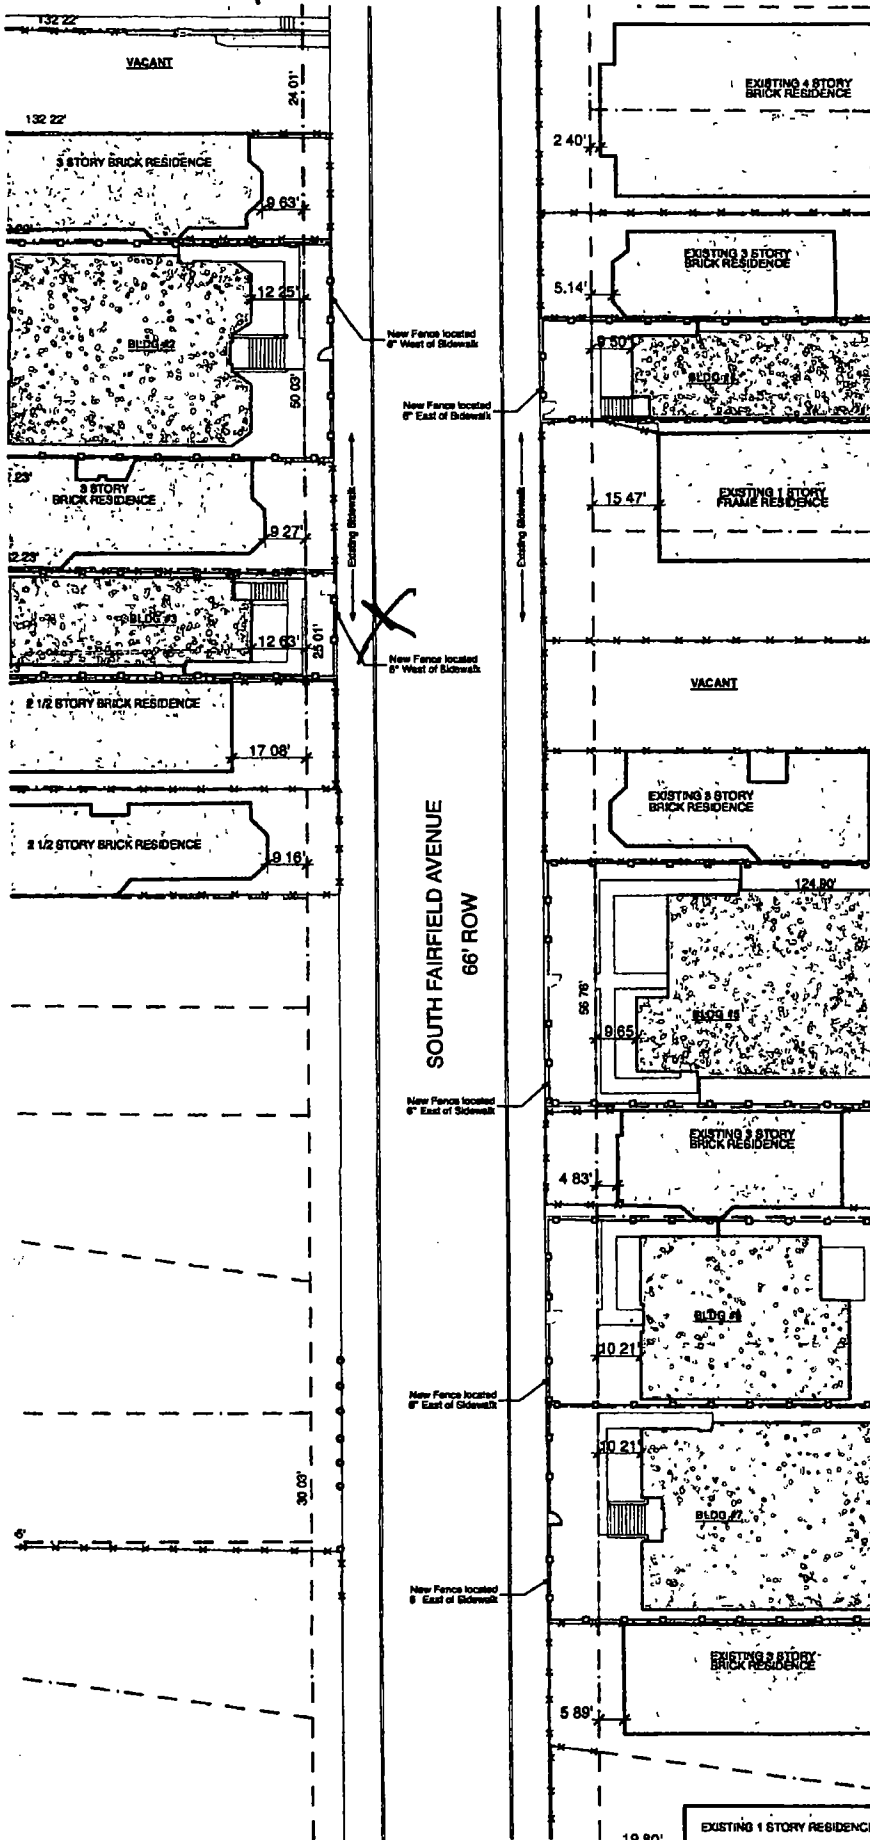 132 22'
VACANT
24 01'
132 22'
3 STORY BRICK RESIDENCE
9 63'
12 25'
BLDG #2
50 03'
New Fence located
6" West of Sidewalk
3 STORY
BRICK RESIDENCE
9 27'
Existing Sidewalk
BLDG #3
12 63'
25 01'
New Fence located
6" West of Sidewalk
2 1/2 STORY BRICK RESIDENCE
17 08'
2 1/2 STORY BRICK RESIDENCE
9 16'
30 03'
SOUTH FAIRFIELD AVENUE
66' ROW
EXISTING 4 STORY
BRICK RESIDENCE
2 40'
EXISTING 3 STORY
BRICK RESIDENCE
5.14'
9 50'
New Fence located
6" East of Sidewalk
Existing Sidewalk
EXISTING 1 STORY
FRAME RESIDENCE
15 47'
VACANT
EXISTING 3 STORY
BRICK RESIDENCE
124.80'
56 76'
BLDG #5
9 65
New Fence located
6" East of Sidewalk
EXISTING 3 STORY
BRICK RESIDENCE
4 83'
BLDG #6
10 21'
New Fence located
6" East of Sidewalk
10 21'
BLDG #7
New Fence located
6" East of Sidewalk
EXISTING 3 STORY
BRICK RESIDENCE
5 89'
EXISTING 1 STORY RESIDENCE
19 80'